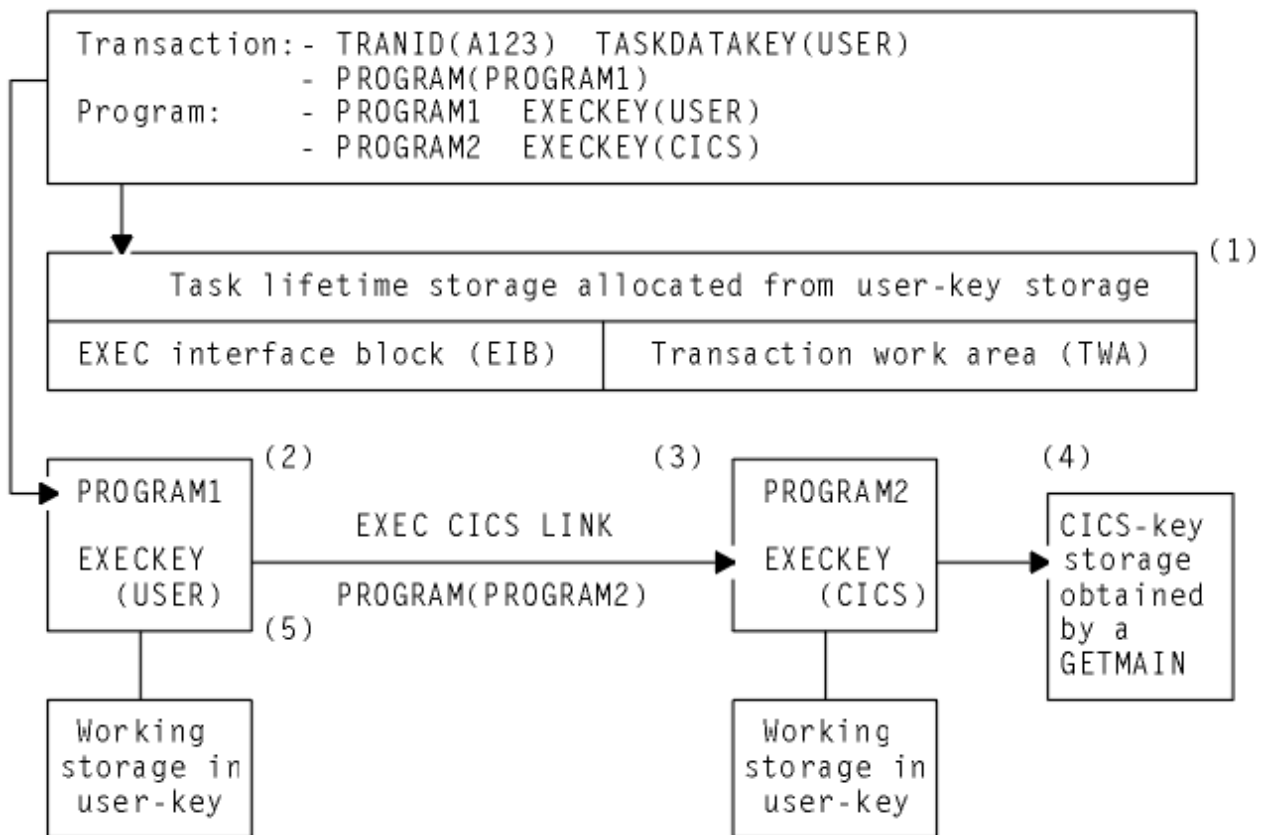 Transaction:- TRANID(A123) TASKDATAKEY(USER)
- PROGRAM(PROGRAM1)
Program: - PROGRAM1 EXECKEY(USER)
- PROGRAM2 EXECKEY(CICS)
(1)
Task lifetime storage allocated from user-key storage
EXEC interface block (EIB)
Transaction work area (TWA)
(2)
PROGRAM1
EXECKEY
(USER)
(5)
EXEC CICS LINK
PROGRAM(PROGRAM2)
(3)
PROGRAM2
EXECKEY
(CICS)
(4)
CICS-key
storage
obtained
by a
GETMAIN
Working
storage in
user-key
Working
storage in
user-key